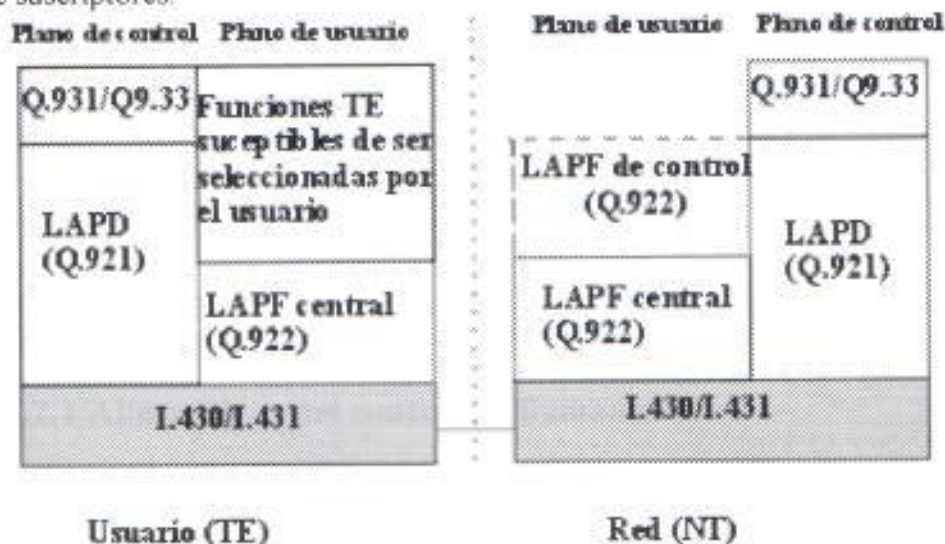 suscriptores.
Plano de control Plano de usuario
Plano de usuario Plano de control
Q.931/Q9.33
Funciones TE
suceptibles de ser
seleccionadas por
el usuario
LAPD
(Q.921)
LAPF central
(Q.922)
I.430/I.431
Usuario (TE)
Q.931/Q9.33
LAPF de control
(Q.922)
LAPD
(Q.921)
LAPF central
(Q.922)
I.430/I.431
Red (NT)